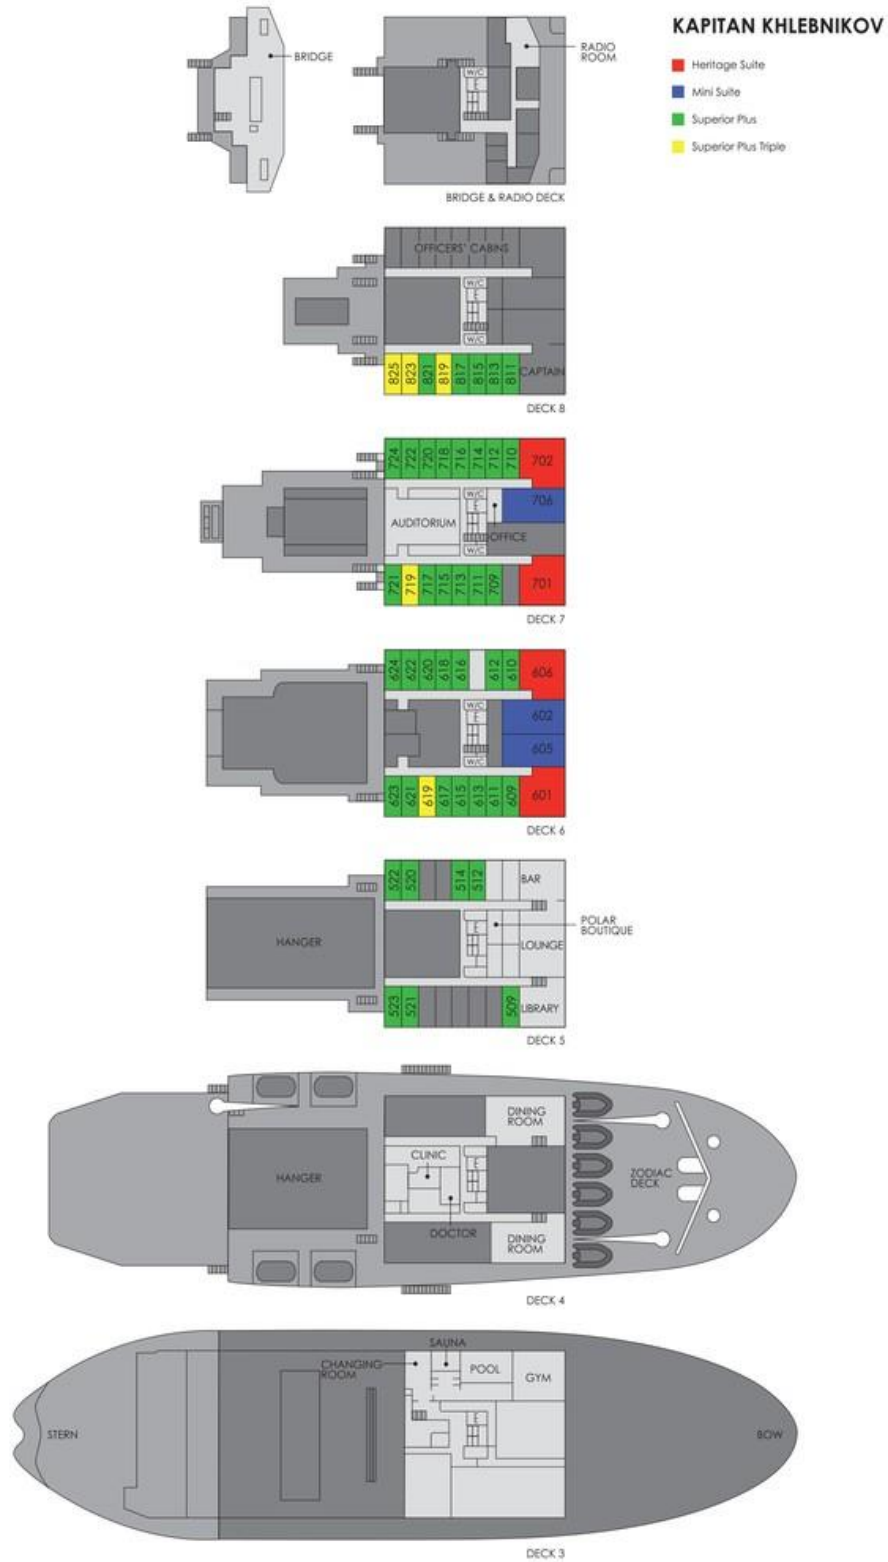 KAPITAN KHLEBNIKOV
Heritage Suite
Mini Suite
Superior Plus
Superior Plus Triple
BRIDGE
RADIO
ROOM
W/C
E
BRIDGE & RADIO DECK
OFFICERS' CABINS
W/C
E
W/C
825 823 821 819 817 815 813 811
CAPTAIN
DECK 8
724 722 720 718 716 714 712 710 702
W/C
E
706
AUDITORIUM
OFFICE
W/C
721 719 717 715 713 711 709 701
DECK 7
624 622 620 618 616 612 610 606
W/C
E
602
605
W/C
623 621 619 617 615 613 611 609 601
DECK 6
522 520 514 512
BAR
POLAR
BOUTIQUE
E
HANGER
LOUNGE
523 521 509
LIBRARY
DECK 5
DINING
ROOM
CLINIC
E
HANGER
ZODIAC
DECK
DOCTOR
DINING
ROOM
DECK 4
SAUNA
CHANGING
ROOM
POOL
GYM
E
STERN
BOW
DECK 3